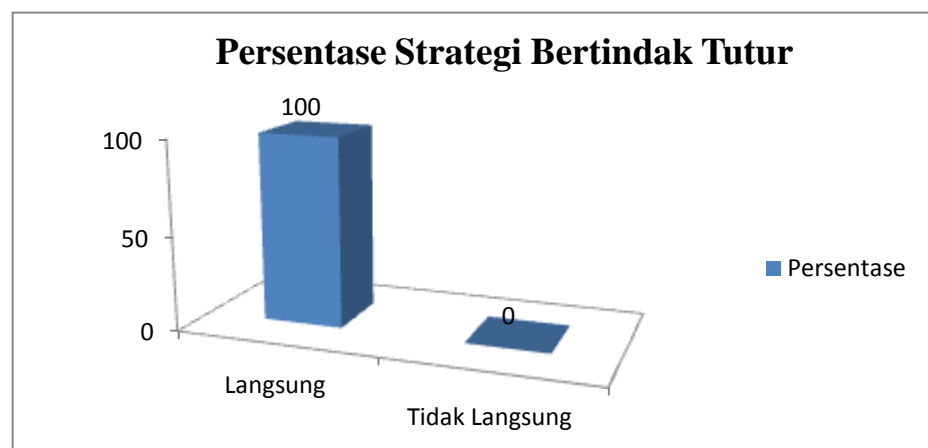 Persentase Strategi Bertindak Tutur
100
100
50
0
0
Langsung
Tidak Langsung
Persentase